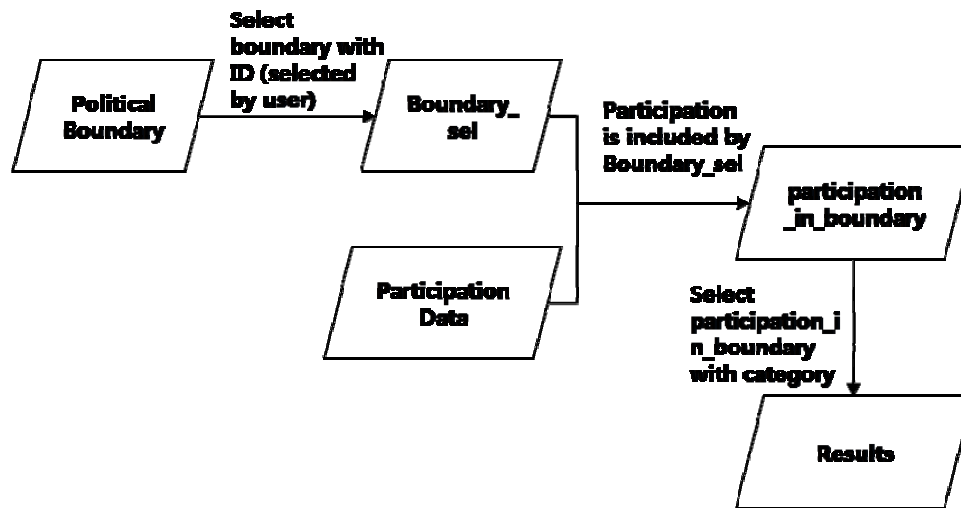 Select
boundary with
ID (selected
by user)
Political
Boundary
Boundary_
sel
Participation
is included by
Boundary_sel
participation
_in_boundary
Participation
Data
Select
participation_i
n_boundary
with category
Results